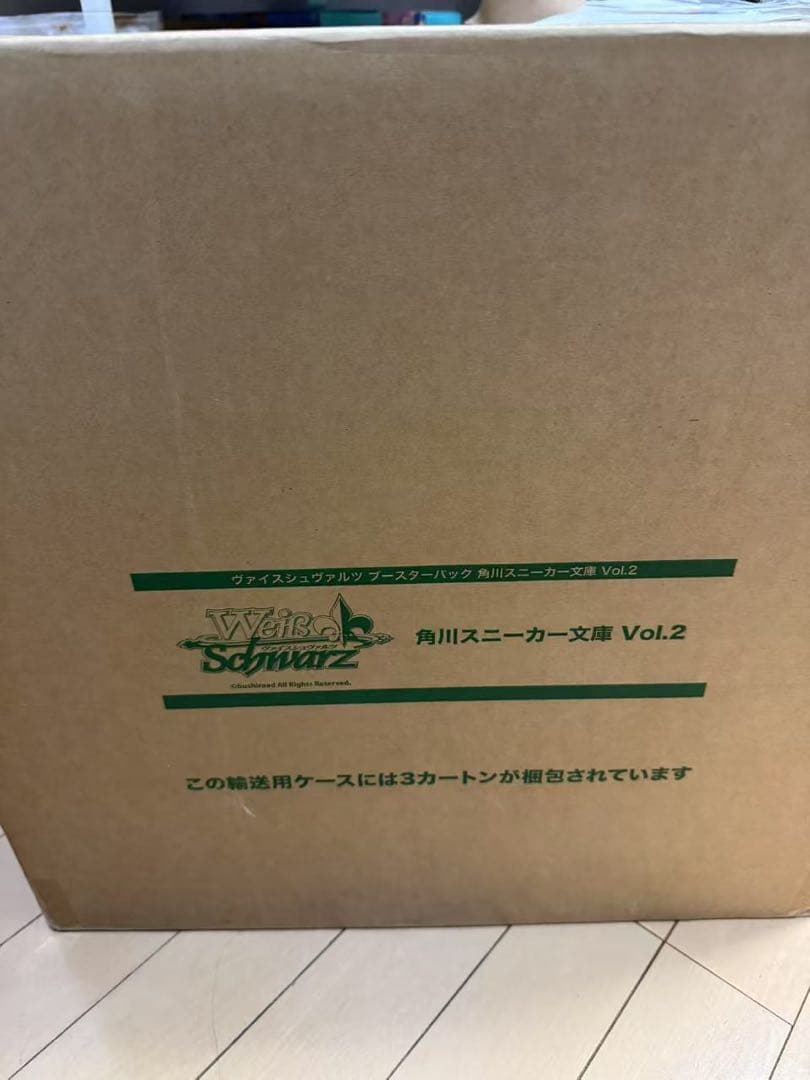 ヴァイスシュヴァルツ ブースターパック 角川スニーカー文庫 Vol.2
Weiß
ヴァイスシュヴァルツ
Schwarz
©bushiroad All Rights Reserved.
角川スニーカー文庫 Vol.2
この輸送用ケースには3カートンが梱包されています